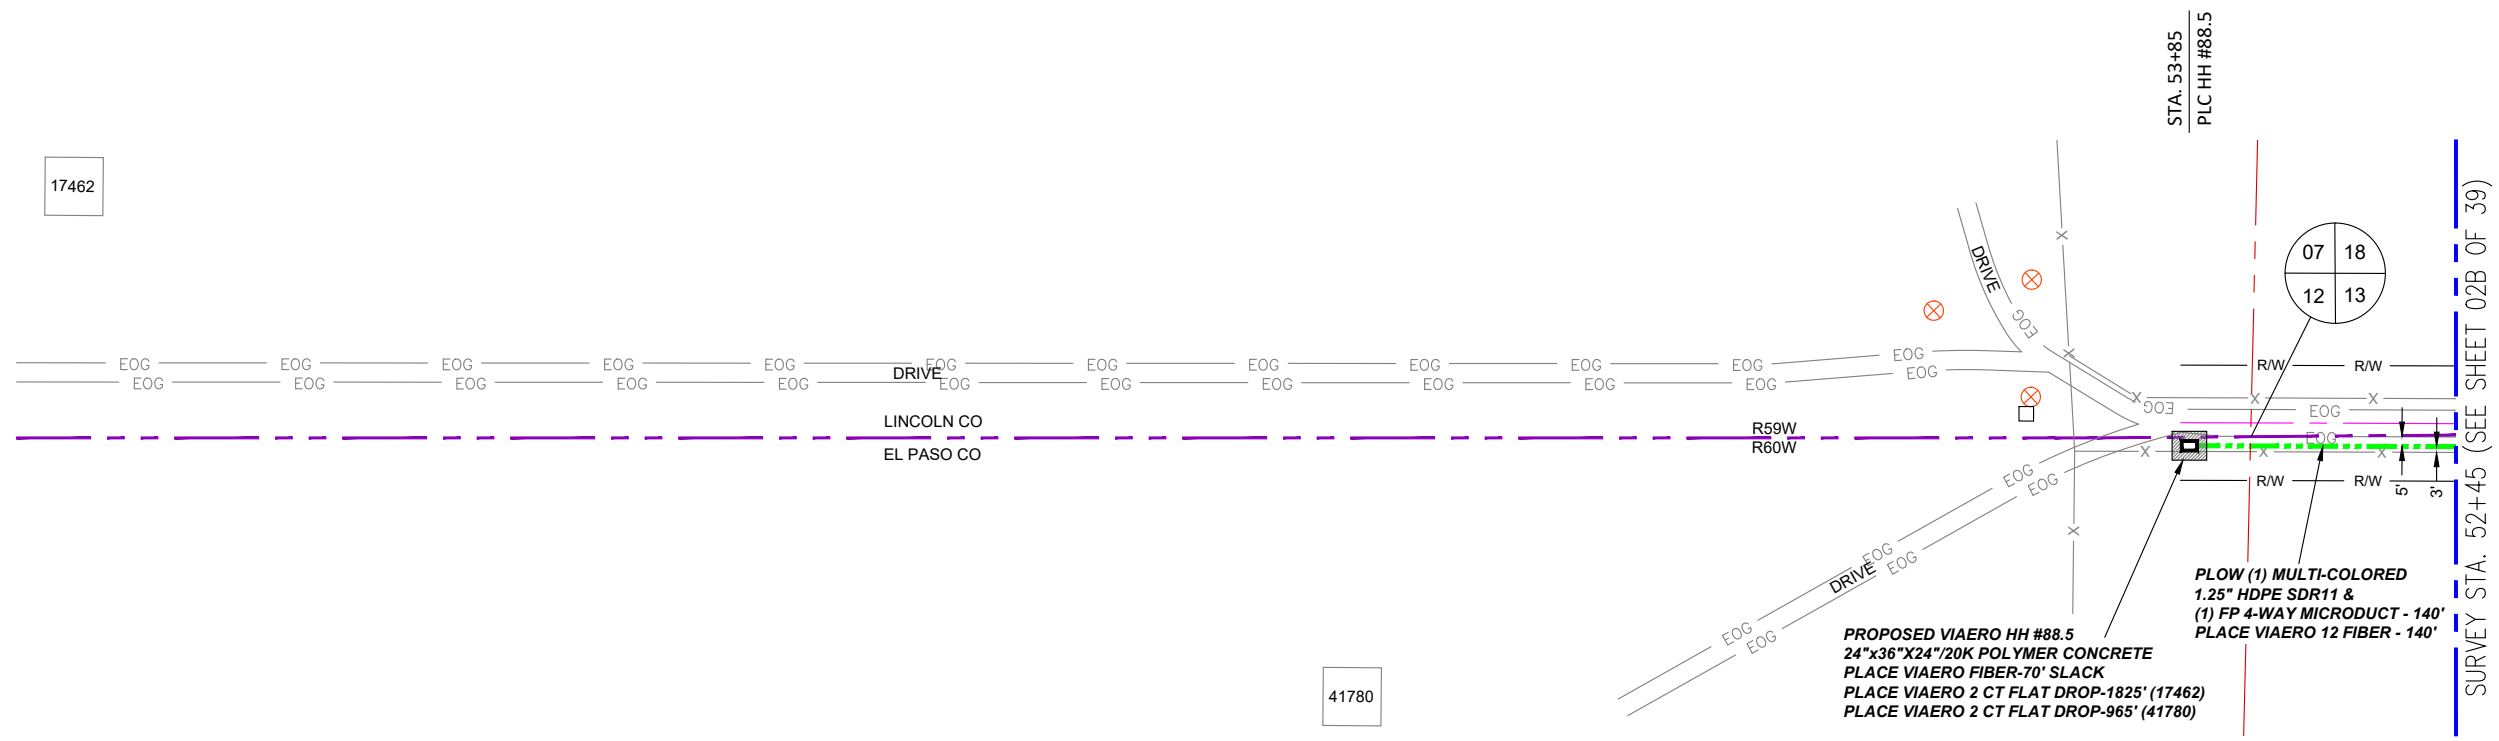 STA. 53+85
PLC HH #88.5
17462
07 18
12 13
SURVEY STA. 52+45 (SEE SHEET 02B OF 39)
DRIVE
EOG
R/W R/W
X
X
EOG EOG EOG EOG EOG EOG EOG EOG EOG EOG EOG EOG
EOG EOG EOG EOG EOG EOG EOG EOG EOG EOG EOG EOG
DRIVE
X X X
EOG EOG
LINCOLN CO
EL PASO CO
R59W
R60W
EOG
X X X
R/W R/W
5'
3'
EOG EOG
X
EOG EOG
DRIVE
EOG EOG
PLOW (1) MULTI-COLORED
1.25" HDPE SDR11 &
(1) FP 4-WAY MICRODUCT - 140'
PLACE VIAERO 12 FIBER - 140'
PROPOSED VIAERO HH #88.5
24"x36"X24"/20K POLYMER CONCRETE
PLACE VIAERO FIBER-70' SLACK
PLACE VIAERO 2 CT FLAT DROP-1825' (17462)
PLACE VIAERO 2 CT FLAT DROP-965' (41780)
41780